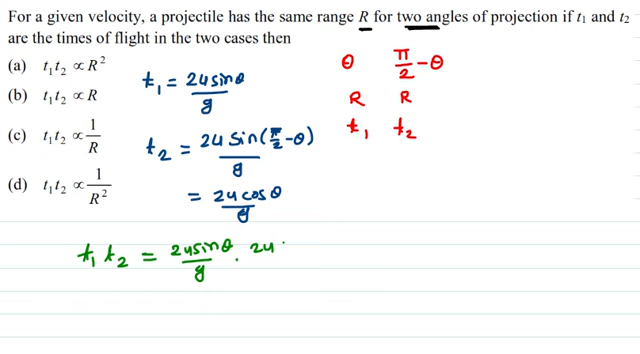 For a given velocity, a projectile has the same range R for two angles of projection if t₁ and t₂
are the times of flight in the two cases then
(a) t₁t₂ ∝ R²
(b) t₁t₂ ∝ R
(c) t₁t₂ ∝ 1/R
(d) t₁t₂ ∝ 1/R²
θ π/2 - θ
R R
t₁ t₂
t₁ = 2u sinθ/g
t₂ = 2u sin(π/2 - θ)/g
= 2u cosθ/g
t₁ t₂ = 2u sinθ/g . 2u